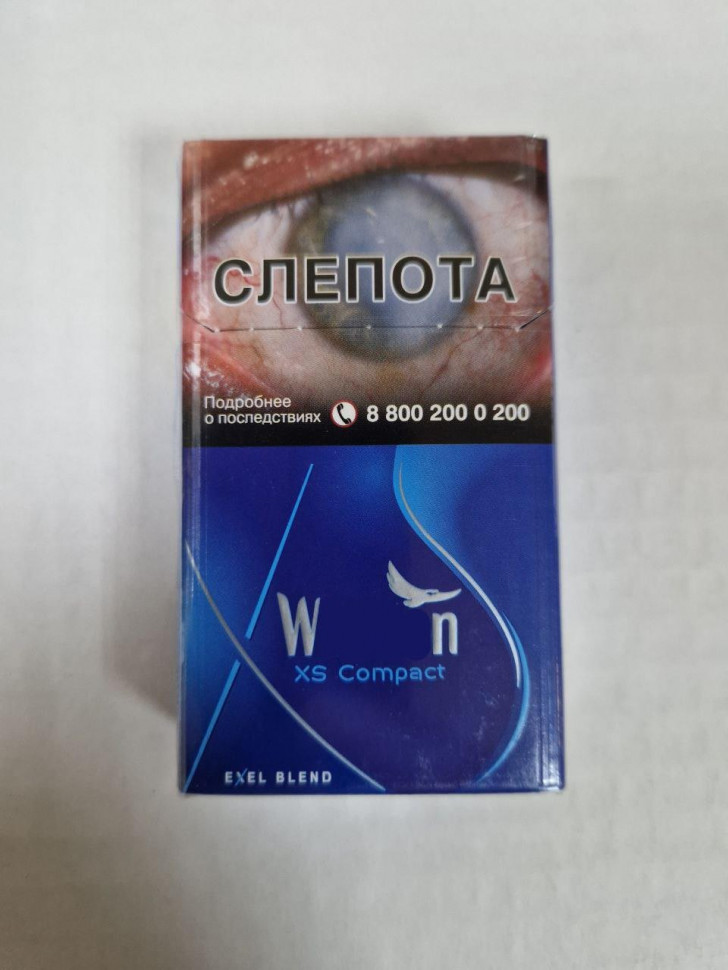 СЛЕПОТА
Подробнее
о последствиях 8 800 200 0 200
W n
XS Compact
EXEL BLEND